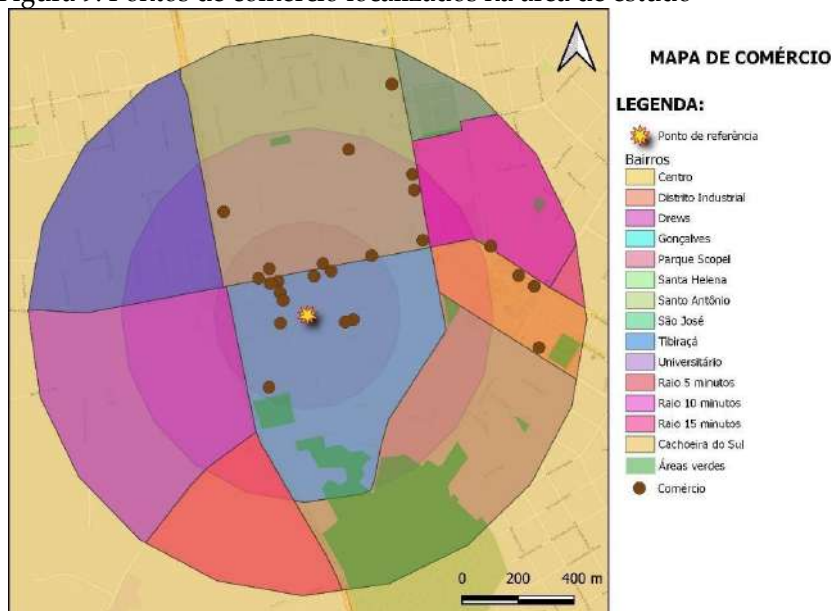 Figura 7: Pontos de comércio localizados na área de estudo
MAPA DE COMÉRCIO
LEGENDA:
Ponto de referência
Bairros
Centro
Distrito Industrial
Drews
Gonçalves
Parque Scopel
Santa Helena
Santo Antônio
São José
Tibiraçá
Universitário
Raio 5 minutos
Raio 10 minutos
Raio 15 minutos
Cachoeira do Sul
Áreas verdes
Comércio
0 200 400 m